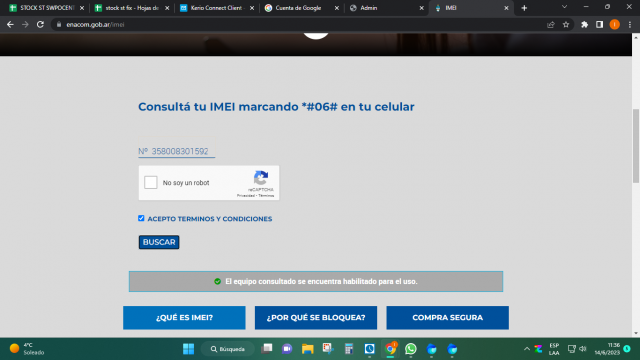 STOCK ST SWPOCENT
stock st fix - Hojas de
Kerio Connect Client
Cuenta de Google
Admin
IMEI
enacom.gob.ar/imei
Consultá tu IMEI marcando *#06# en tu celular
Nº 358008301592
No soy un robot
reCAPTCHA
Privacidad - Términos
ACEPTO TERMINOS Y CONDICIONES
BUSCAR
El equipo consultado se encuentra habilitado para el uso.
¿QUÉ ES IMEI?
¿POR QUÉ SE BLOQUEA?
COMPRA SEGURA
4°C
Soleado
Búsqueda
ESP
LAA
11:36
14/6/2023